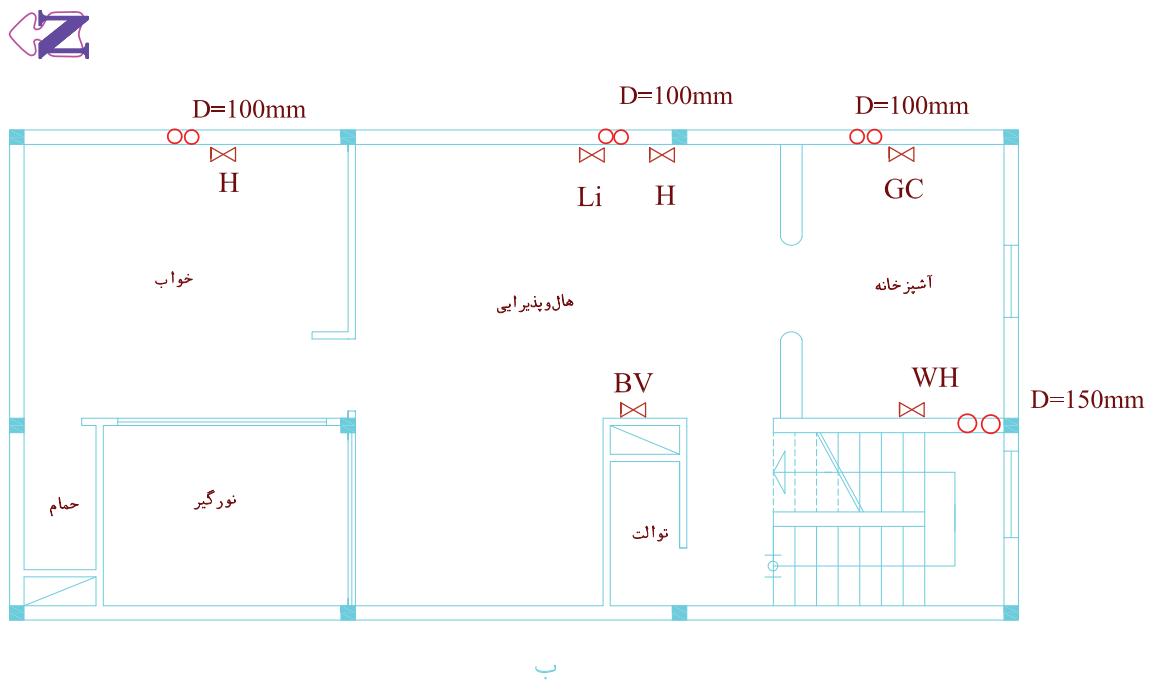 N
D=100mm
D=100mm
D=100mm
H
Li
H
GC
خواب
هال‌وپذیرایی
آشپزخانه
BV
WH
D=150mm
حمام
نورگیر
توالت
ب